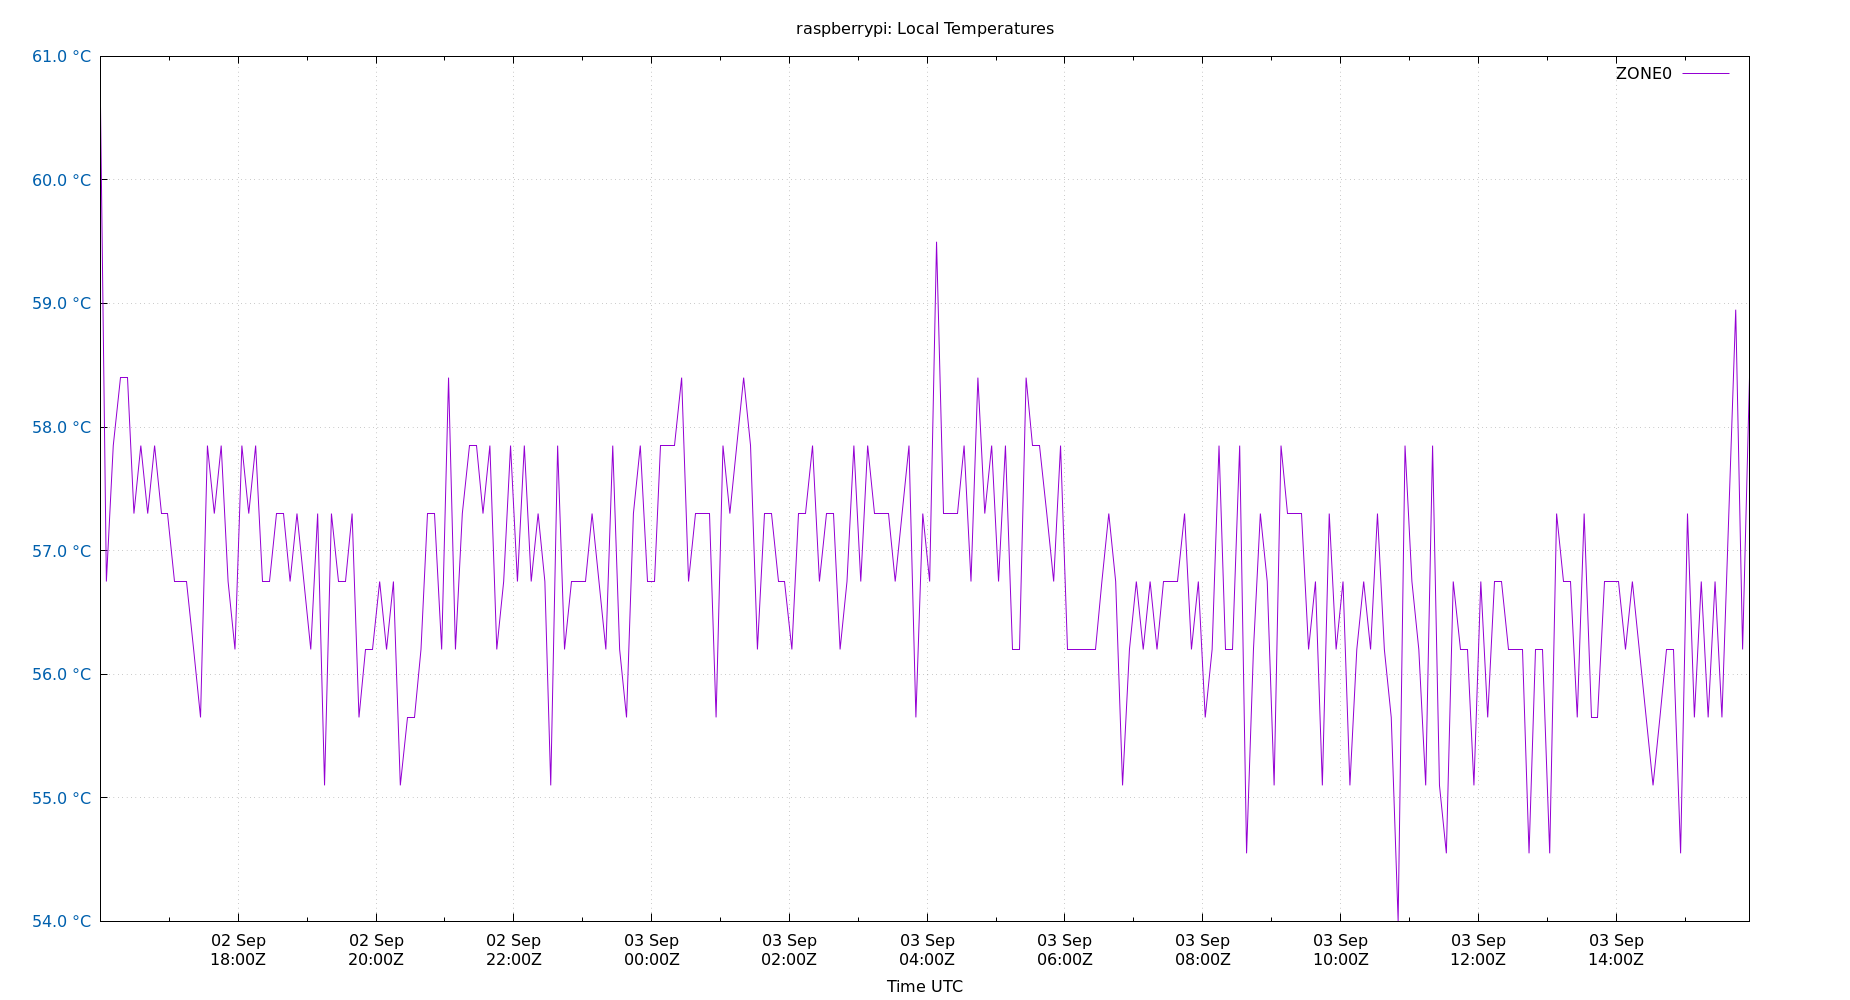 raspberrypi: Local Temperatures
61.0 °C
ZONE0
60.0 °C
59.0 °C
58.0 °C
57.0 °C
56.0 °C
55.0 °C
54.0 °C
02 Sep 02 Sep 02 Sep 03 Sep 03 Sep 03 Sep 03 Sep 03 Sep 03 Sep 03 Sep 03 Sep
18:00Z 20:00Z 22:00Z 00:00Z 02:00Z 04:00Z 06:00Z 08:00Z 10:00Z 12:00Z 14:00Z
Time UTC